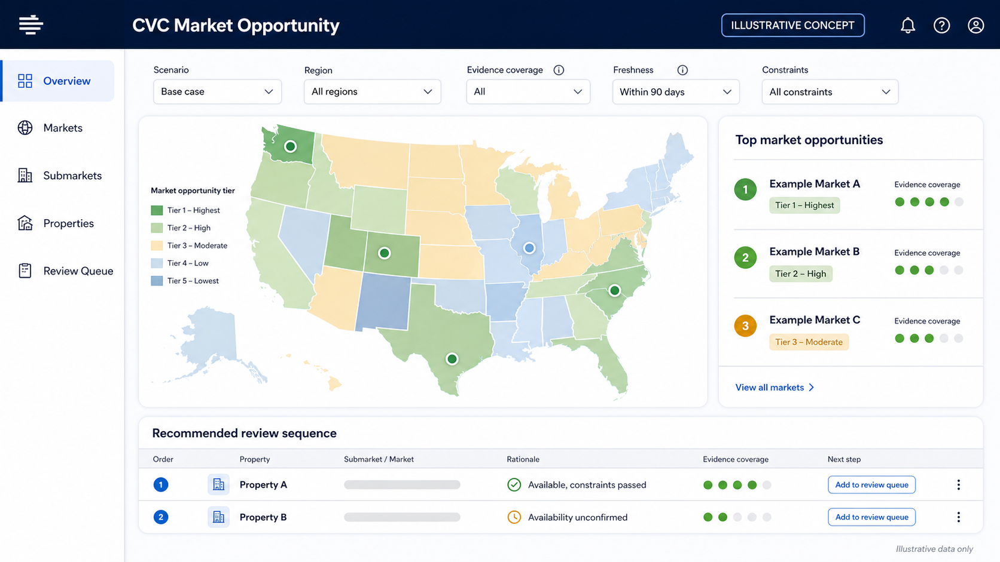 CVC Market Opportunity
ILLUSTRATIVE CONCEPT
Overview
Markets
Submarkets
Properties
Review Queue
Scenario
Base case
Region
All regions
Evidence coverage
All
Freshness
Within 90 days
Constraints
All constraints
Market opportunity tier
Tier 1 – Highest
Tier 2 – High
Tier 3 – Moderate
Tier 4 – Low
Tier 5 – Lowest
Top market opportunities
1
Example Market A
Tier 1 – Highest
Evidence coverage
2
Example Market B
Tier 2 – High
Evidence coverage
3
Example Market C
Tier 3 – Moderate
Evidence coverage
View all markets
Recommended review sequence
Order Property Submarket / Market Rationale Evidence coverage Next step
1 Property A Available, constraints passed Add to review queue
2 Property B Availability unconfirmed Add to review queue
Illustrative data only